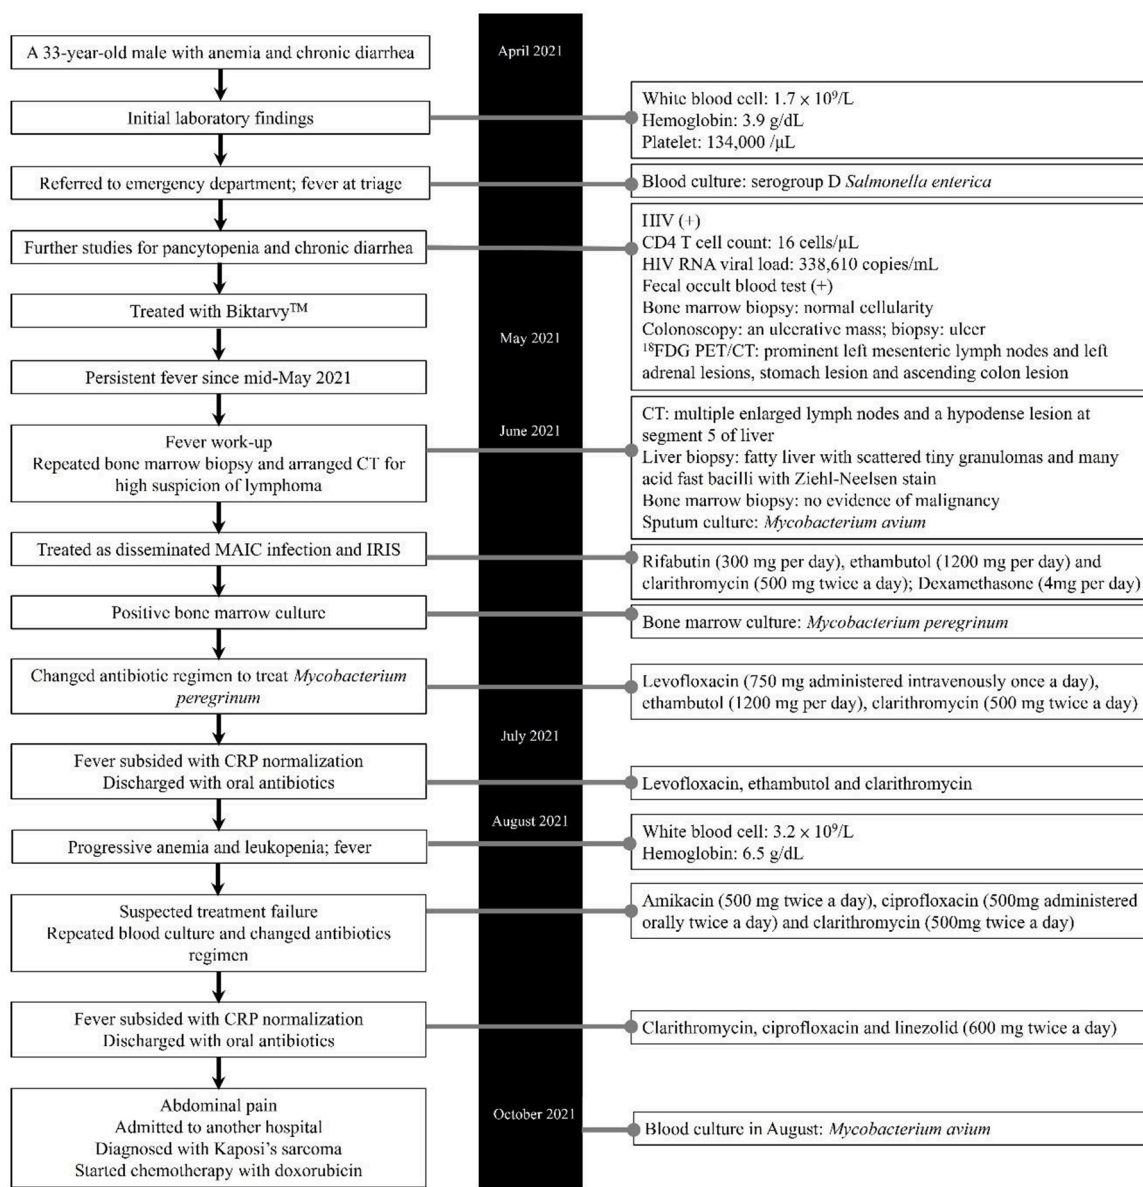 A 33-year-old male with anemia and chronic diarrhea
April 2021
Initial laboratory findings
White blood cell: 1.7 × 10⁹/L
Hemoglobin: 3.9 g/dL
Platelet: 134,000 /μL
Referred to emergency department; fever at triage
Blood culture: serogroup D Salmonella enterica
Further studies for pancytopenia and chronic diarrhea
HIV (+)
CD4 T cell count: 16 cells/μL
HIV RNA viral load: 338,610 copies/mL
Fecal occult blood test (+)
Bone marrow biopsy: normal cellularity
Colonoscopy: an ulcerative mass; biopsy: ulcer
¹⁸FDG PET/CT: prominent left mesenteric lymph nodes and left
adrenal lesions, stomach lesion and ascending colon lesion
Treated with Biktarvy™
May 2021
Persistent fever since mid-May 2021
June 2021
Fever work-up
Repeated bone marrow biopsy and arranged CT for
high suspicion of lymphoma
CT: multiple enlarged lymph nodes and a hypodense lesion at
segment 5 of liver
Liver biopsy: fatty liver with scattered tiny granulomas and many
acid fast bacilli with Ziehl-Neelsen stain
Bone marrow biopsy: no evidence of malignancy
Sputum culture: Mycobacterium avium
Treated as disseminated MAIC infection and IRIS
Rifabutin (300 mg per day), ethambutol (1200 mg per day) and
clarithromycin (500 mg twice a day); Dexamethasone (4mg per day)
Positive bone marrow culture
Bone marrow culture: Mycobacterium peregrinum
Changed antibiotic regimen to treat Mycobacterium
peregrinum
Levofloxacin (750 mg administered intravenously once a day),
ethambutol (1200 mg per day), clarithromycin (500 mg twice a day)
July 2021
Fever subsided with CRP normalization
Discharged with oral antibiotics
Levofloxacin, ethambutol and clarithromycin
August 2021
Progressive anemia and leukopenia; fever
White blood cell: 3.2 × 10⁹/L
Hemoglobin: 6.5 g/dL
Suspected treatment failure
Repeated blood culture and changed antibiotics
regimen
Amikacin (500 mg twice a day), ciprofloxacin (500mg administered
orally twice a day) and clarithromycin (500mg twice a day)
Fever subsided with CRP normalization
Discharged with oral antibiotics
Clarithromycin, ciprofloxacin and linezolid (600 mg twice a day)
Abdominal pain
Admitted to another hospital
Diagnosed with Kaposi's sarcoma
Started chemotherapy with doxorubicin
October 2021
Blood culture in August: Mycobacterium avium